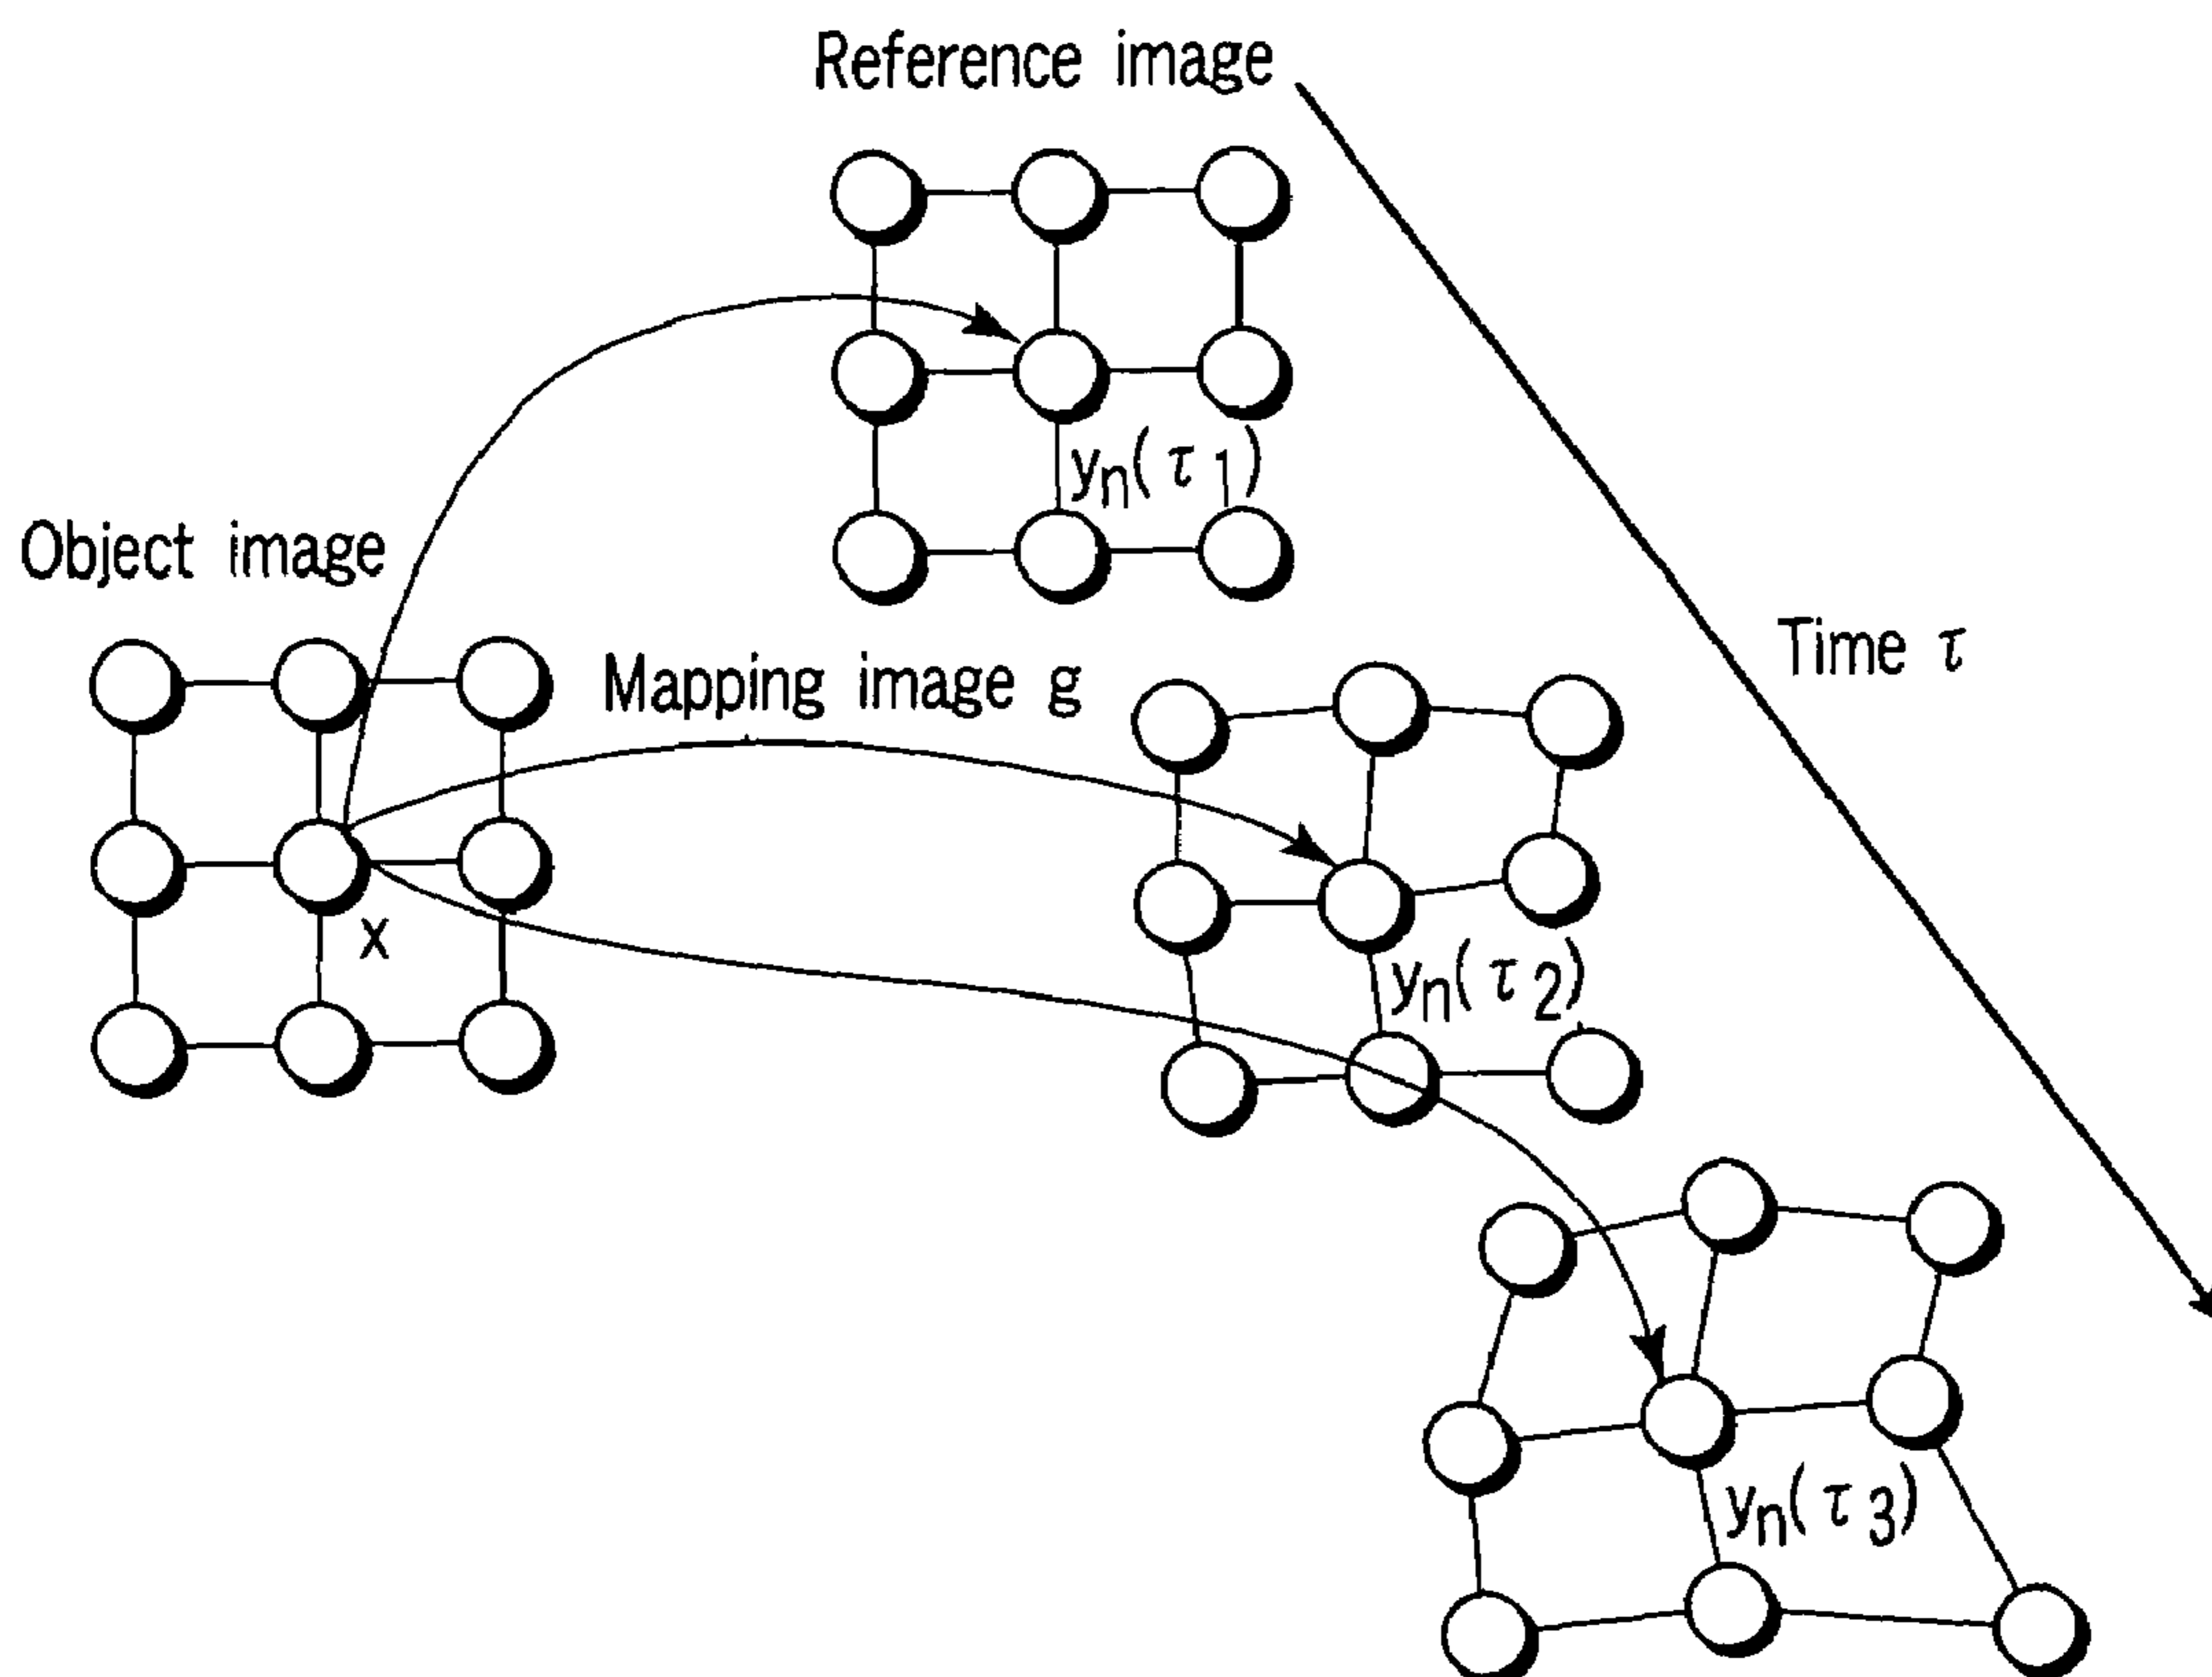 Reference image
yn(τ1)
Object image
Time τ
Mapping image g
x
yn(τ2)
yn(τ3)